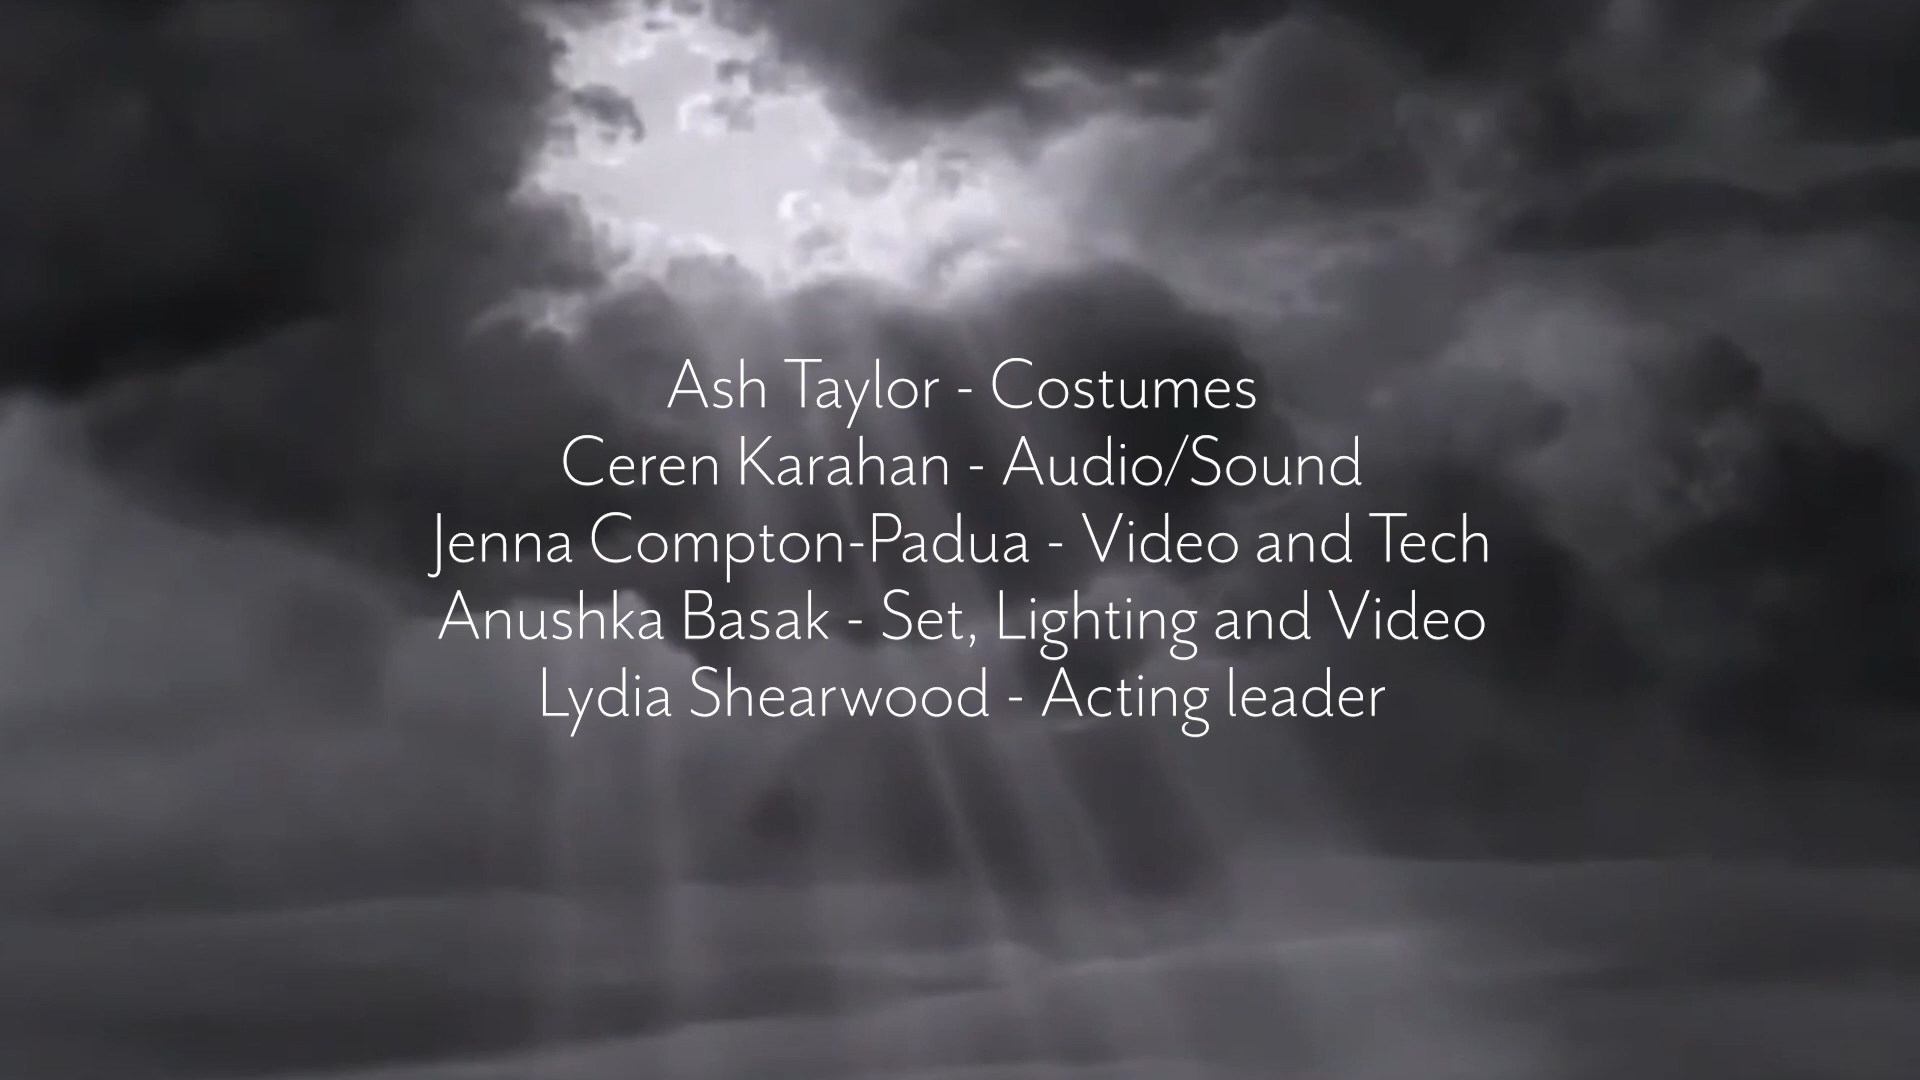 Ash Taylor - Costumes
Ceren Karahan - Audio/Sound
Jenna Compton-Padua - Video and Tech
Anushka Basak - Set, Lighting and Video
Lydia Shearwood - Acting leader